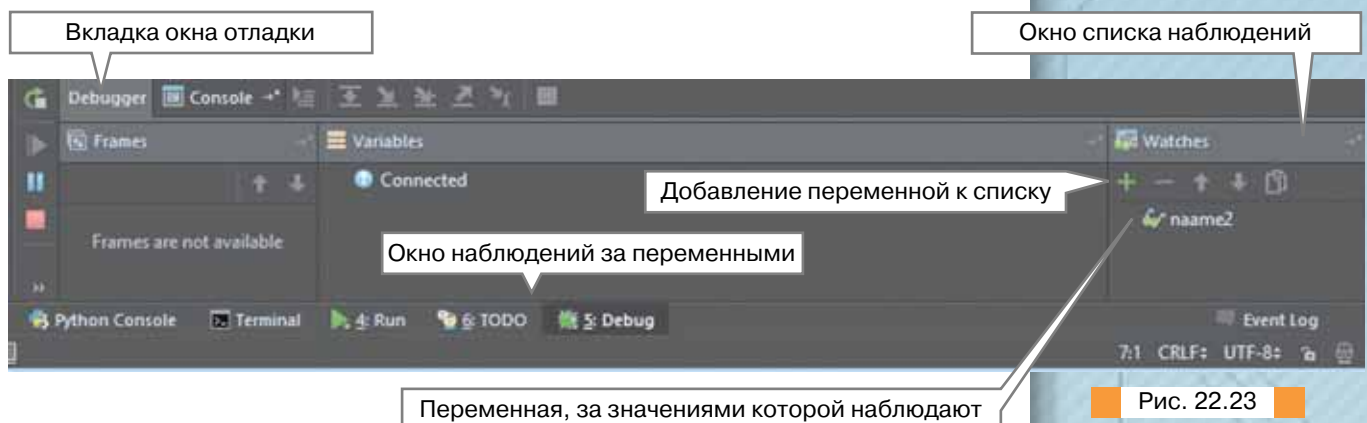 Вкладка окна отладки
Окно списка наблюдений
Debugger Console
Frames
Variables
Watches
Connected
Добавление переменной к списку
naame2
Frames are not available
Окно наблюдений за переменными
Python Console Terminal 4: Run 6: TODO 5: Debug Event Log
7:1 CRLF: UTF-8:
Переменная, за значениями которой наблюдают
Рис. 22.23